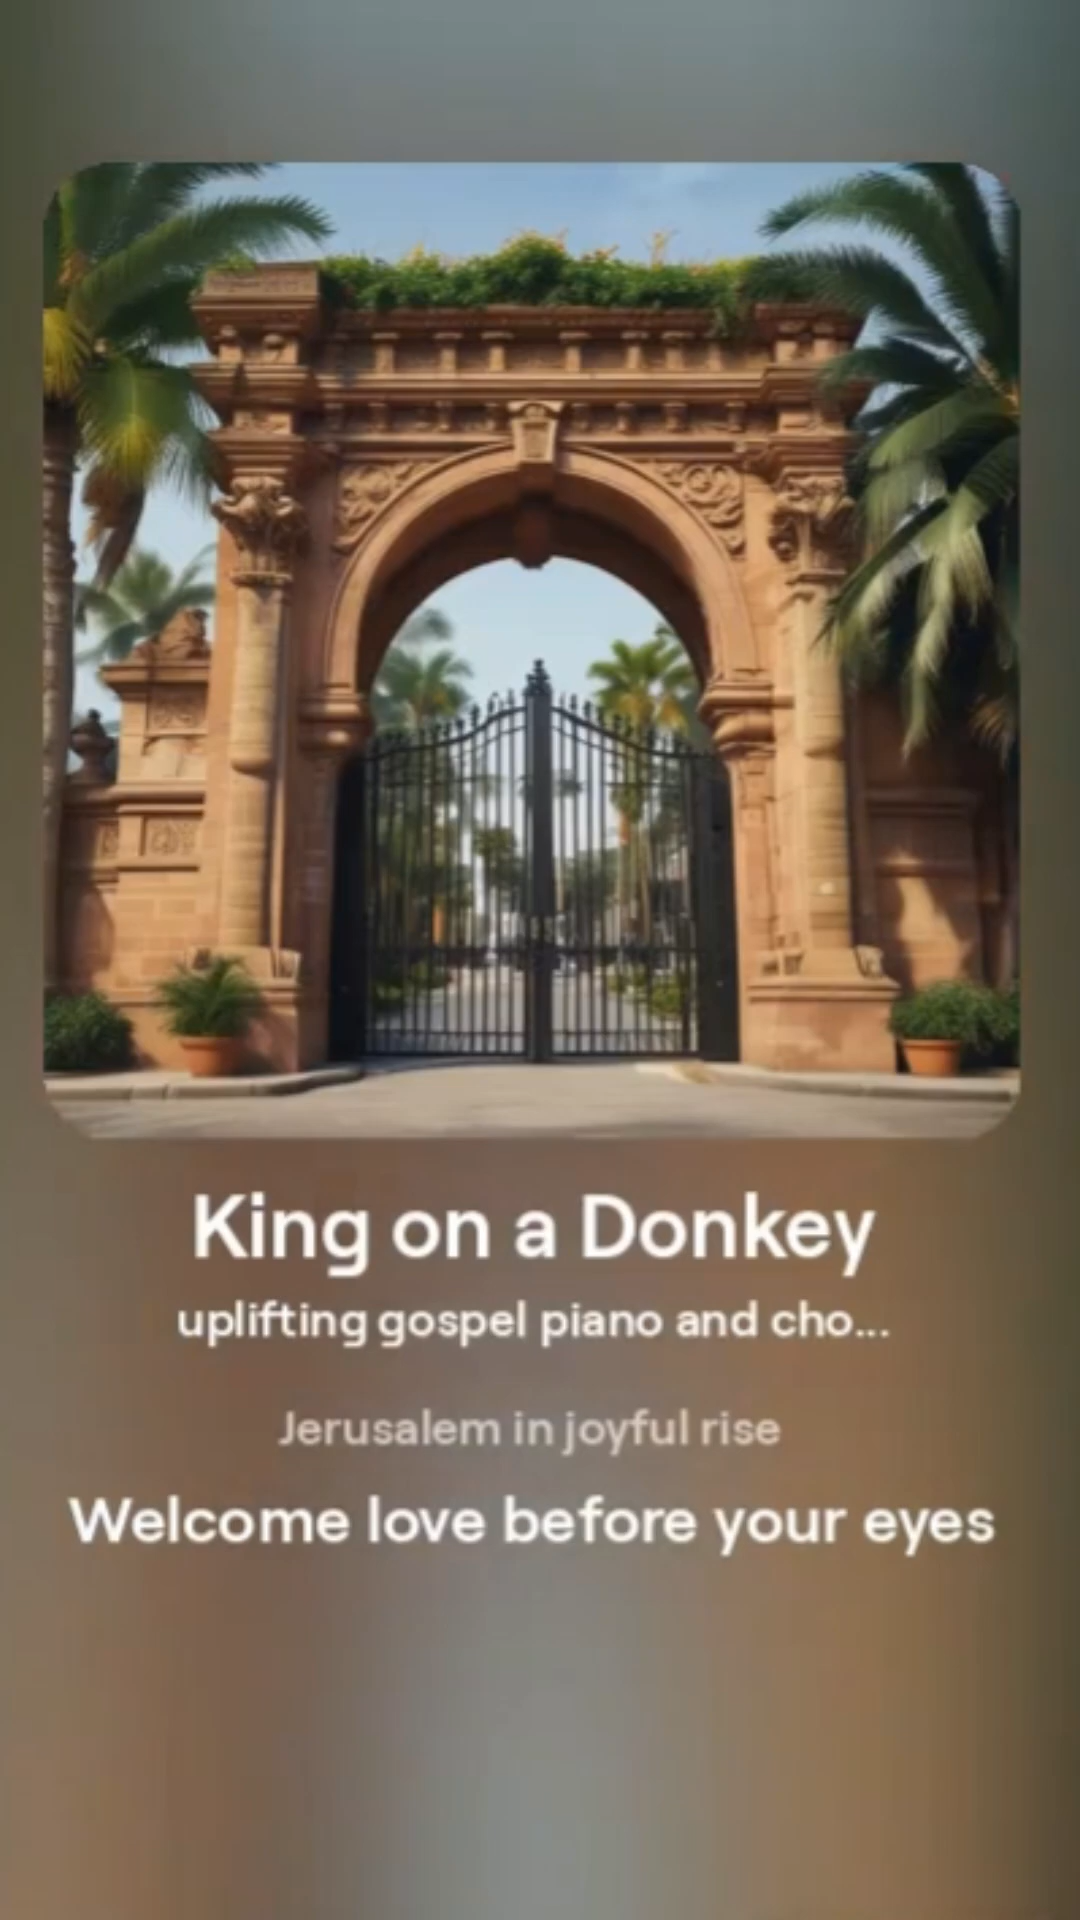 King on a Donkey
uplifting gospel piano and cho...
Jerusalem in joyful rise
Welcome love before your eyes